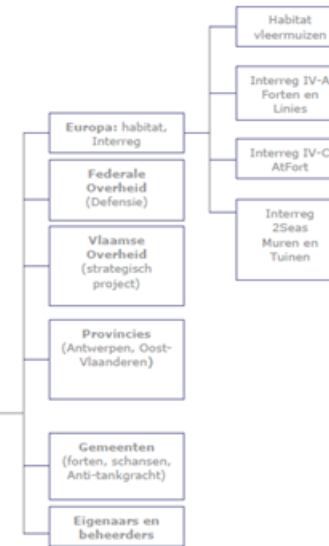 Habitat
vleermuizen
Interreg IV-A
Forten en
Linies
Interreg IV-C
AtFort
Interreg
2Seas
Muren en
Tuinen
Europa: habitat,
Interreg
Federale
Overheid
(Defensie)
Vlaamse
Overheid
(strategisch
project)
Provincies
(Antwerpen, Oost-
Vlaanderen)
Gemeenten
(forten, schansen,
Anti-tankgracht)
Eigenaars en
beheerders